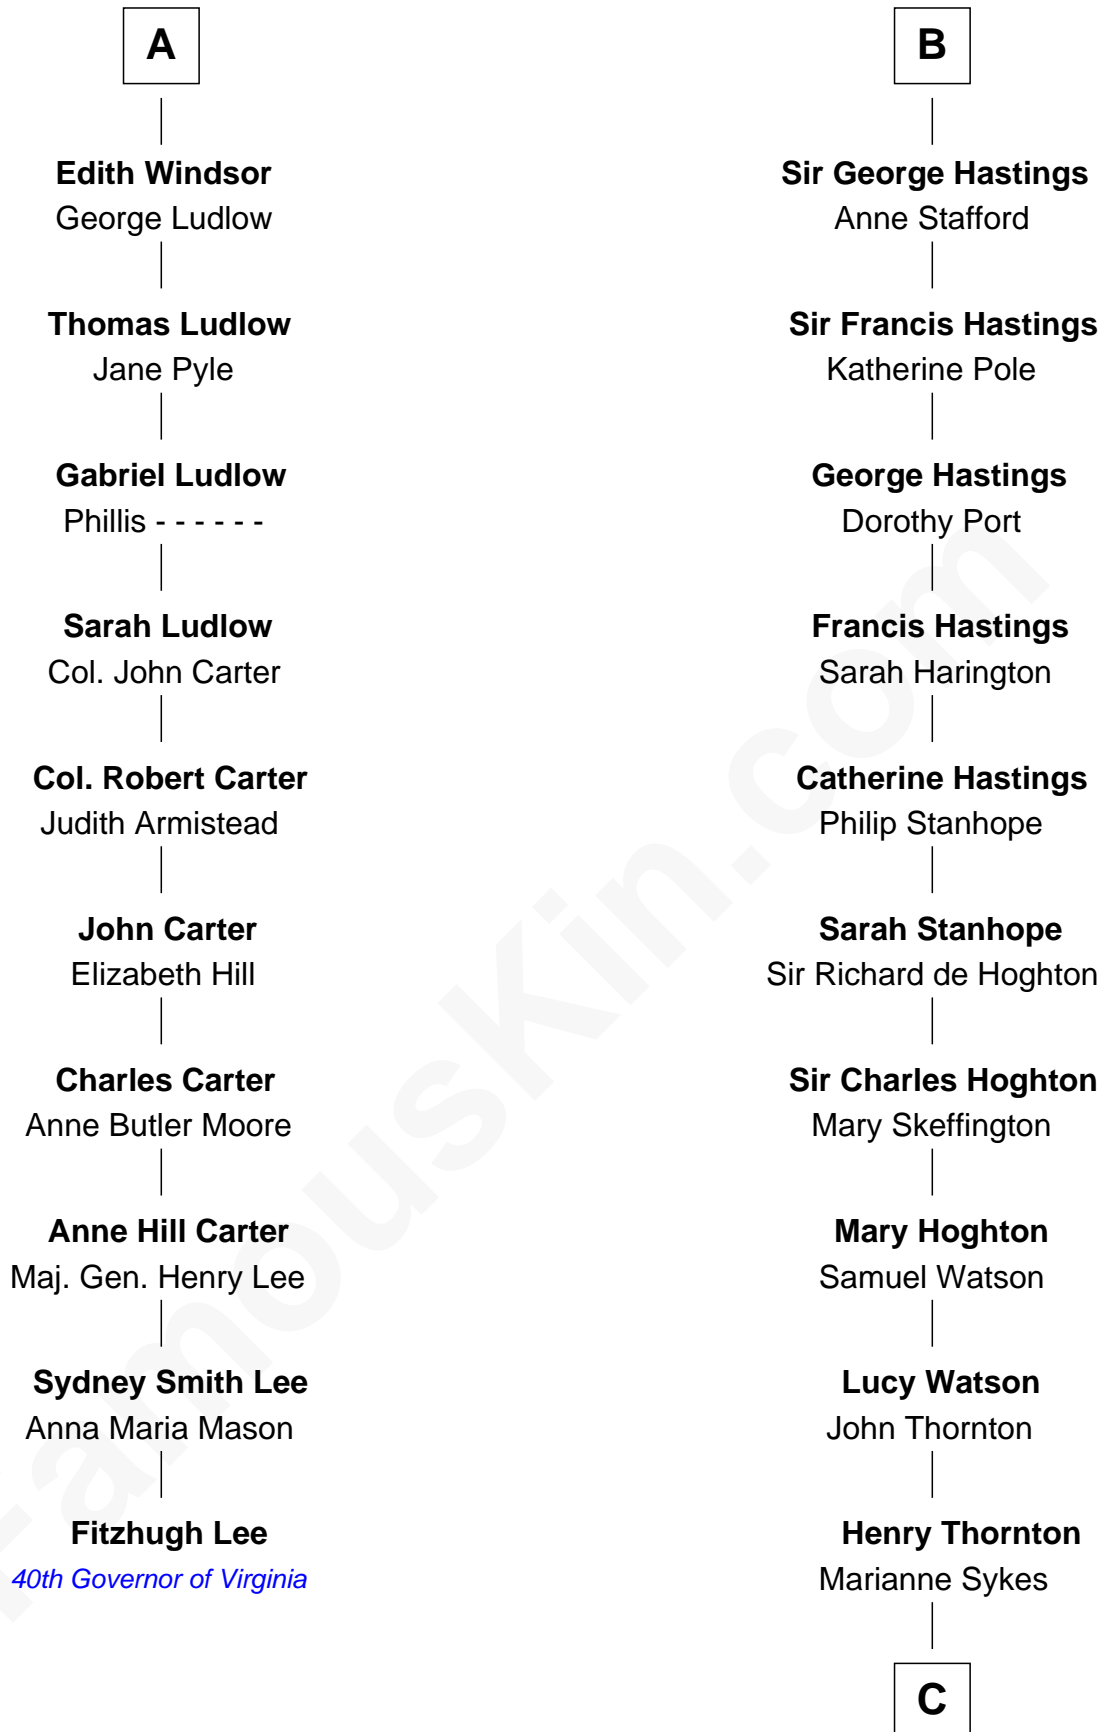 A
Edith Windsor
George Ludlow
Thomas Ludlow
Jane Pyle
Gabriel Ludlow
Phillis - - - - - -
Sarah Ludlow
Col. John Carter
Col. Robert Carter
Judith Armistead
John Carter
Elizabeth Hill
Charles Carter
Anne Butler Moore
Anne Hill Carter
Maj. Gen. Henry Lee
Sydney Smith Lee
Anna Maria Mason
Fitzhugh Lee
40th Governor of Virginia
B
Sir George Hastings
Anne Stafford
Sir Francis Hastings
Katherine Pole
George Hastings
Dorothy Port
Francis Hastings
Sarah Harington
Catherine Hastings
Philip Stanhope
Sarah Stanhope
Sir Richard de Hoghton
Sir Charles Hoghton
Mary Skeffington
Mary Hoghton
Samuel Watson
Lucy Watson
John Thornton
Henry Thornton
Marianne Sykes
C
FamousKin.com